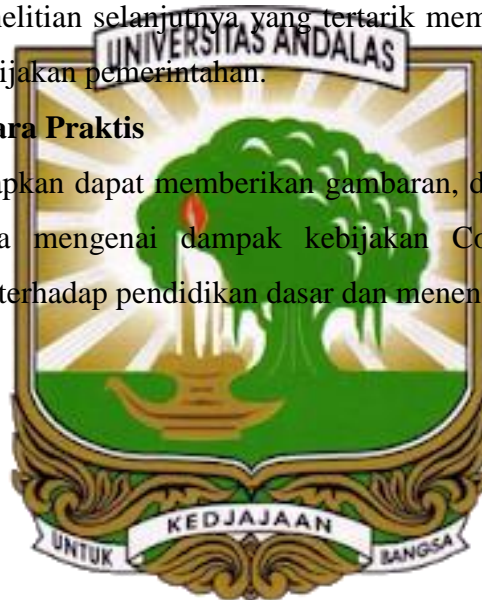 nelitian selanjutnya yang tertarik mem
UNIVERSITAS ANDALAS
ijakan pemerintahan.
ara Praktis
apkan dapat memberikan gambaran, d
a mengenai dampak kebijakan Co
terhadap pendidikan dasar dan menen
UNTUK KEDJAJAAN BANGSA